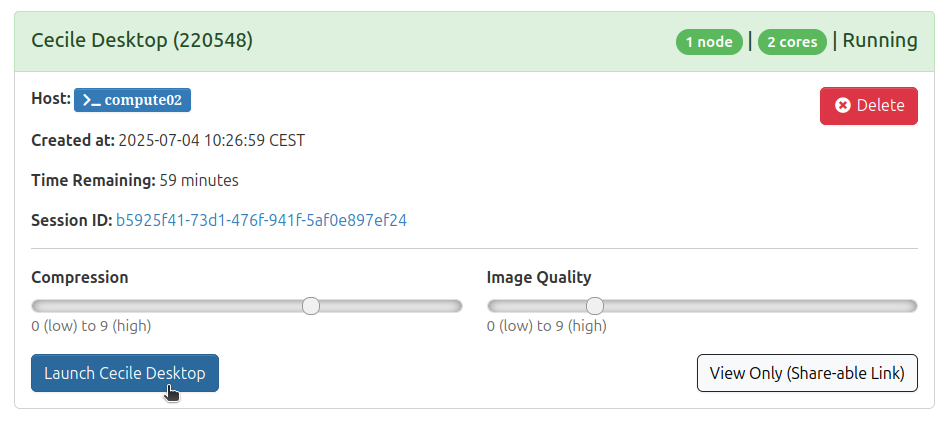 Cecile Desktop (220548) 1 node | 2 cores | Running
Host: >_ compute02 Delete
Created at: 2025-07-04 10:26:59 CEST
Time Remaining: 59 minutes
Session ID: b5925f41-73d1-476f-941f-5af0e897ef24
Compression Image Quality
0 (low) to 9 (high) 0 (low) to 9 (high)
Launch Cecile Desktop View Only (Share-able Link)